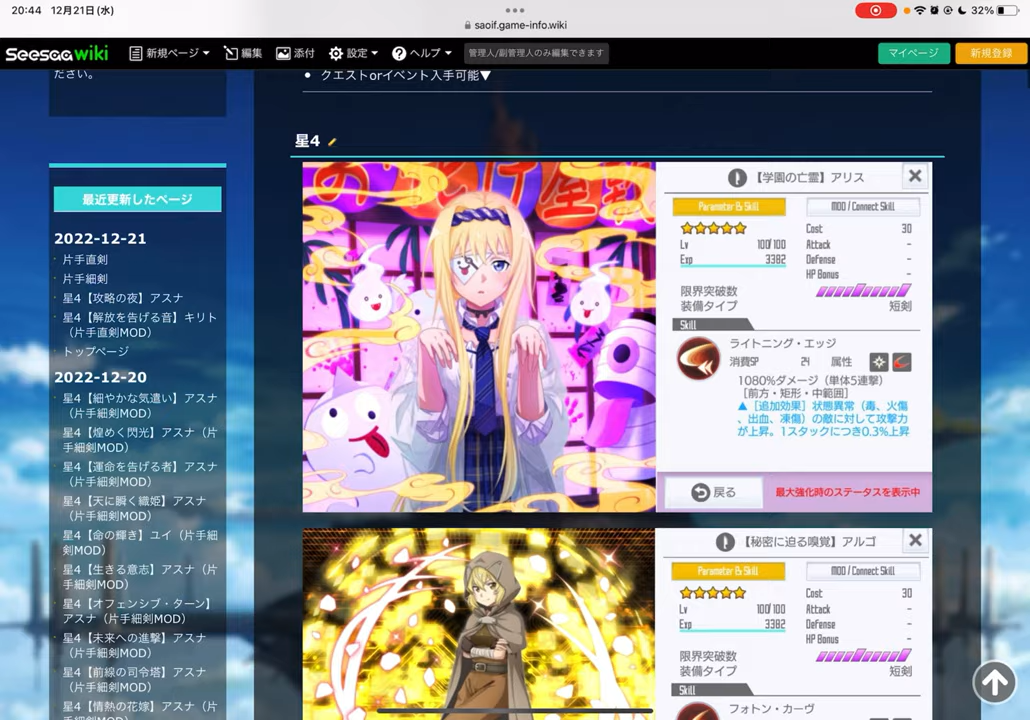 20:44 12月21日(水)
32%
saoif.game-info.wiki
Seesaawiki
新規ページ
編集
添付
設定
ヘルプ
管理人/副管理人のみ編集できます
マイページ
新規登録
ださい。
最近更新したページ
2022-12-21
片手直剣
片手細剣
星4【攻略の夜】アスナ
星4【解放を告げる音】キリト
（片手直剣MOD）
トップページ
2022-12-20
星4【細やかな気遣い】アスナ
（片手細剣MOD）
星4【煌めく閃光】アスナ（片
手細剣MOD）
星4【運命を告げる者】アスナ
（片手細剣MOD）
星4【天に瞬く織姫】アスナ
（片手細剣MOD）
星4【命の輝き】ユイ（片手細
剣MOD）
星4【生きる意志】アスナ（片
手細剣MOD）
星4【オフェンシブ・ターン】
アスナ（片手細剣MOD）
星4【未来への進撃】アスナ
（片手細剣MOD）
星4【前線の司令塔】アスナ
（片手細剣MOD）
星4【情熱の花嫁】アスナ（片
クエストorイベント入手可能▼
星4
のおばけ屋敷
【学園の亡霊】アリス
Parameter & Skill
MOD / Connect Skill
Cost 30
Lv 100/100
Attack -
Exp 3382
Defense -
HP Bonus -
限界突破数
装備タイプ 短剣
Skill
ライトニング・エッジ
消費SP 24 属性
1080%ダメージ（単体5連撃）
［前方・矩形・中範囲］
▲［追加効果］状態異常（毒、火傷
、出血、凍傷）の敵に対して攻撃力
が上昇。1スタックにつき0.3%上昇
戻る
最大強化時のステータスを表示中
【秘密に迫る嗅覚】アルゴ
Parameter & Skill
MOD / Connect Skill
Cost 30
Lv 100/100
Attack -
Exp 3382
Defense -
HP Bonus -
限界突破数
装備タイプ 短剣
Skill
フォトン・カーヴ